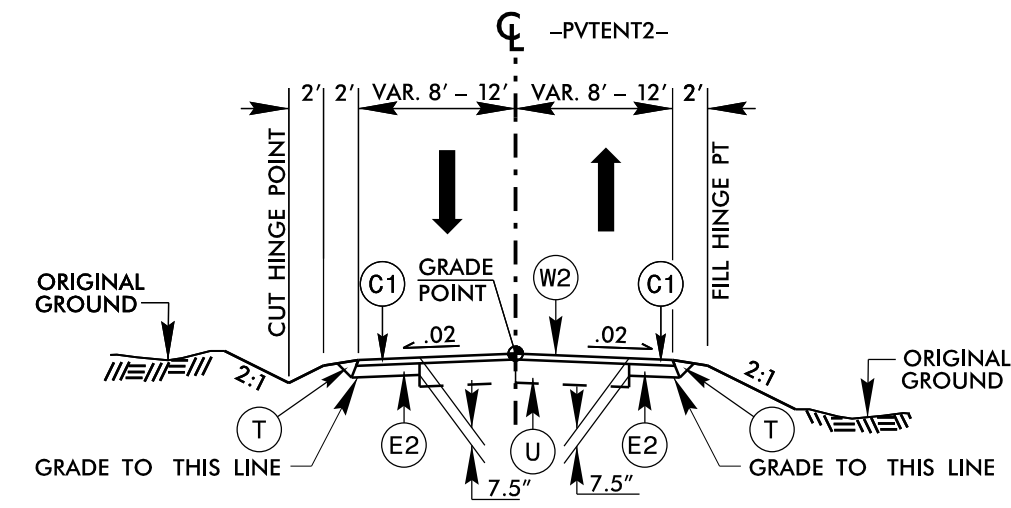 CL –PVTENT2–
2' 2' VAR. 8' – 12' VAR. 8' – 12' 2'
CUT HINGE POINT
FILL HINGE PT
ORIGINAL
GROUND
C1
GRADE
POINT
W2
C1
.02
.02
2:1
2:1
ORIGINAL
GROUND
T
E2
U
E2
T
GRADE TO THIS LINE
GRADE TO THIS LINE
7.5"
7.5"